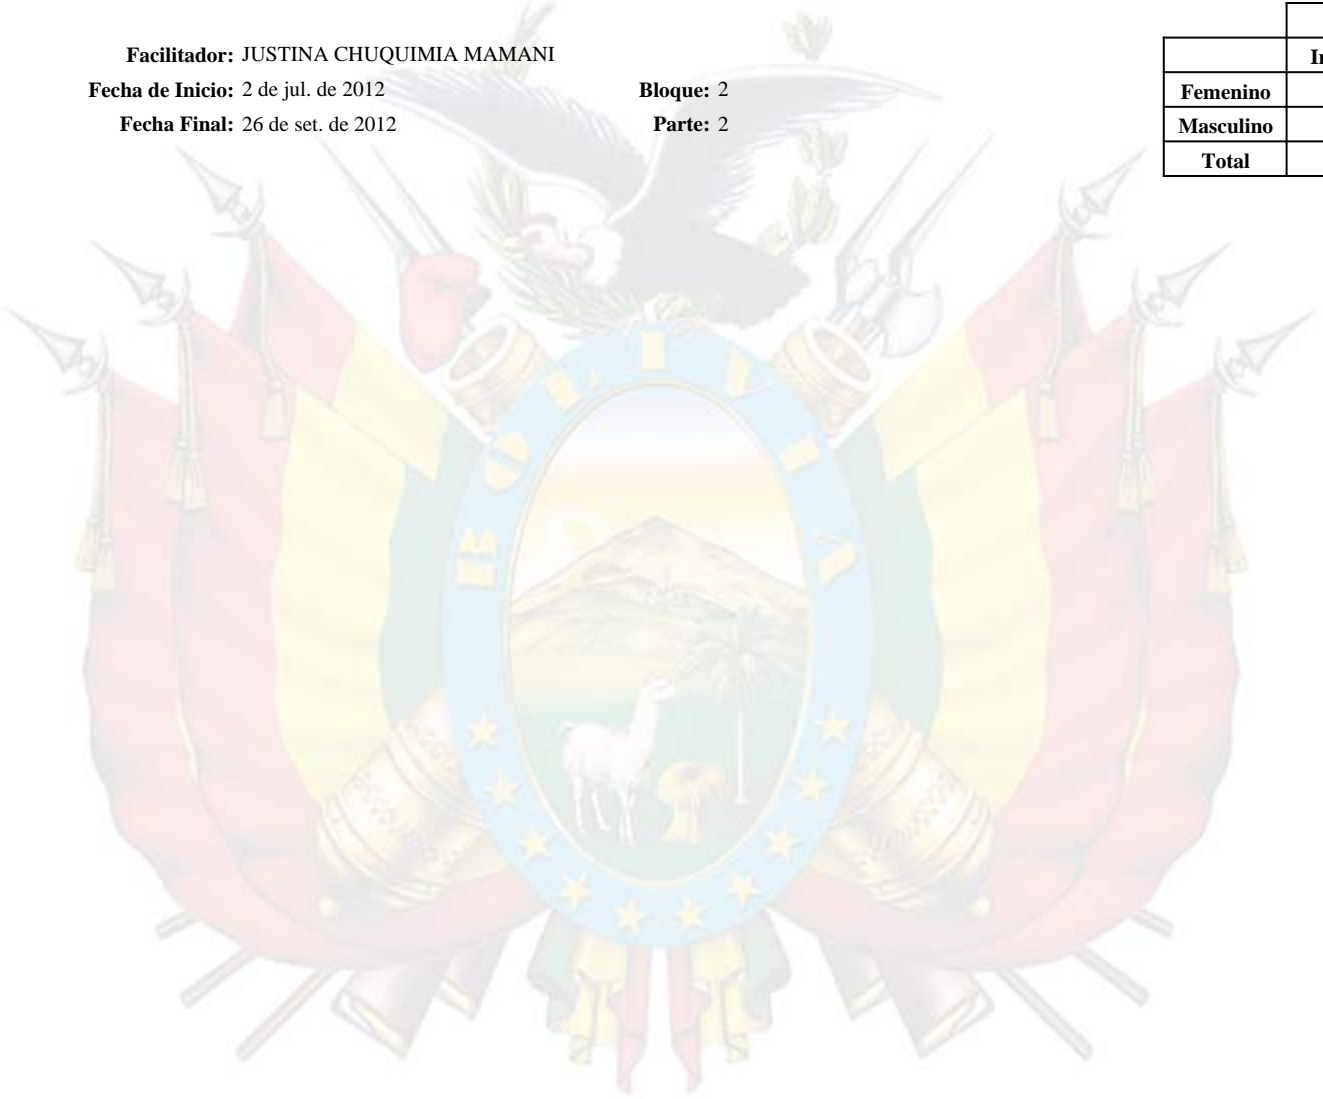 Facilitador: JUSTINA CHUQUIMIA MAMANI
Fecha de Inicio: 2 de jul. de 2012 Bloque: 2
Fecha Final: 26 de set. de 2012 Parte: 2
Femenino
Masculino
Total
BOLIVIA